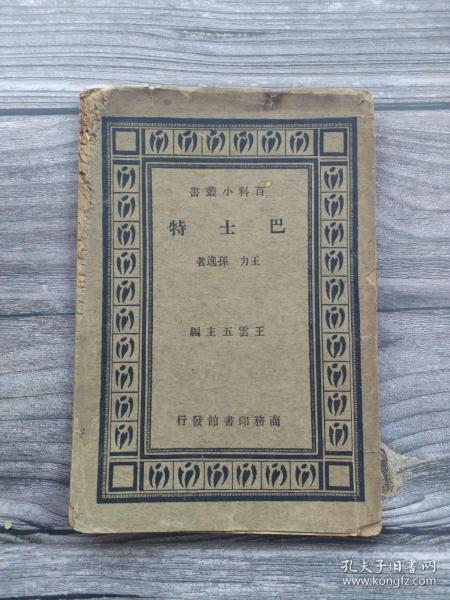 百科小叢書
巴士特
王力 孫逸著
王雲五主編
商務印書館發行
孔夫子旧书网
www.kongfz.com